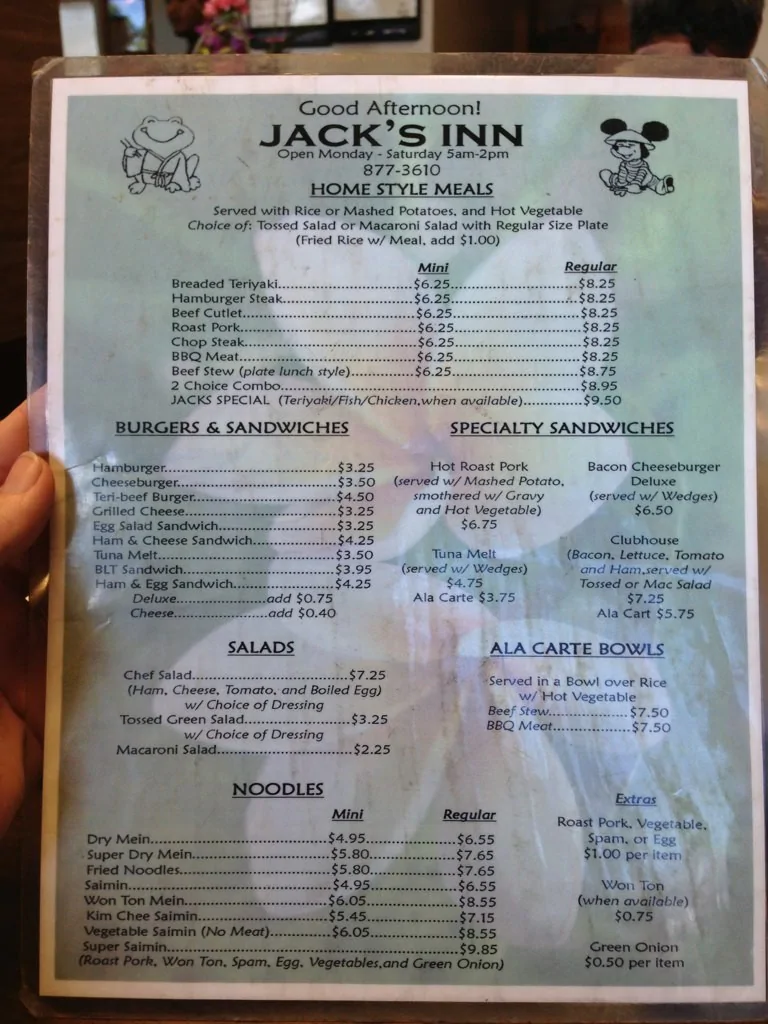 Good Afternoon!
JACK'S INN
Open Monday - Saturday 5am-2pm
877-3610
HOME STYLE MEALS
Served with Rice or Mashed Potatoes, and Hot Vegetable
Choice of: Tossed Salad or Macaroni Salad with Regular Size Plate
(Fried Rice w/ Meal, add $1.00)
Mini Regular
Breaded Teriyaki...$6.25...$8.25
Hamburger Steak...$6.25...$8.25
Beef Cutlet...$6.25...$8.25
Roast Pork...$6.25...$8.25
Chop Steak...$6.25...$8.25
BBQ Meat...$6.25...$8.25
Beef Stew (plate lunch style)...$6.25...$8.75
2 Choice Combo...$8.95
JACKS SPECIAL (Teriyaki/Fish/Chicken,when available)...$9.50
BURGERS & SANDWICHES
Hamburger...$3.25
Cheeseburger...$3.50
Teri-beef Burger...$4.50
Grilled Cheese...$3.25
Egg Salad Sandwich...$3.25
Ham & Cheese Sandwich...$4.25
Tuna Melt...$3.50
BLT Sandwich...$3.95
Ham & Egg Sandwich...$4.25
Deluxe...add $0.75
Cheese...add $0.40
SPECIALTY SANDWICHES
Hot Roast Pork
(served w/ Mashed Potato,
smothered w/ Gravy
and Hot Vegetable)
$6.75
Tuna Melt
(served w/ Wedges)
$4.75
Ala Carte $3.75
Bacon Cheeseburger
Deluxe
(served w/ Wedges)
$6.50
Clubhouse
(Bacon, Lettuce, Tomato
and Ham,served w/
Tossed or Mac Salad
$7.25
Ala Cart $5.75
SALADS
Chef Salad...$7.25
(Ham, Cheese, Tomato, and Boiled Egg)
w/ Choice of Dressing
Tossed Green Salad...$3.25
w/ Choice of Dressing
Macaroni Salad...$2.25
ALA CARTE BOWLS
Served in a Bowl over Rice
w/ Hot Vegetable
Beef Stew...$7.50
BBQ Meat...$7.50
NOODLES
Mini Regular
Dry Mein...$4.95...$6.55
Super Dry Mein...$5.80...$7.65
Fried Noodles...$5.80...$7.65
Saimin...$4.95...$6.55
Won Ton Mein...$6.05...$8.55
Kim Chee Saimin...$5.45...$7.15
Vegetable Saimin (No Meat)...$6.05...$8.55
Super Saimin...$9.85
(Roast Pork, Won Ton, Spam, Egg, Vegetables,and Green Onion)
Extras
Roast Pork, Vegetable,
Spam, or Egg
$1.00 per item
Won Ton
(when available)
$0.75
Green Onion
$0.50 per item